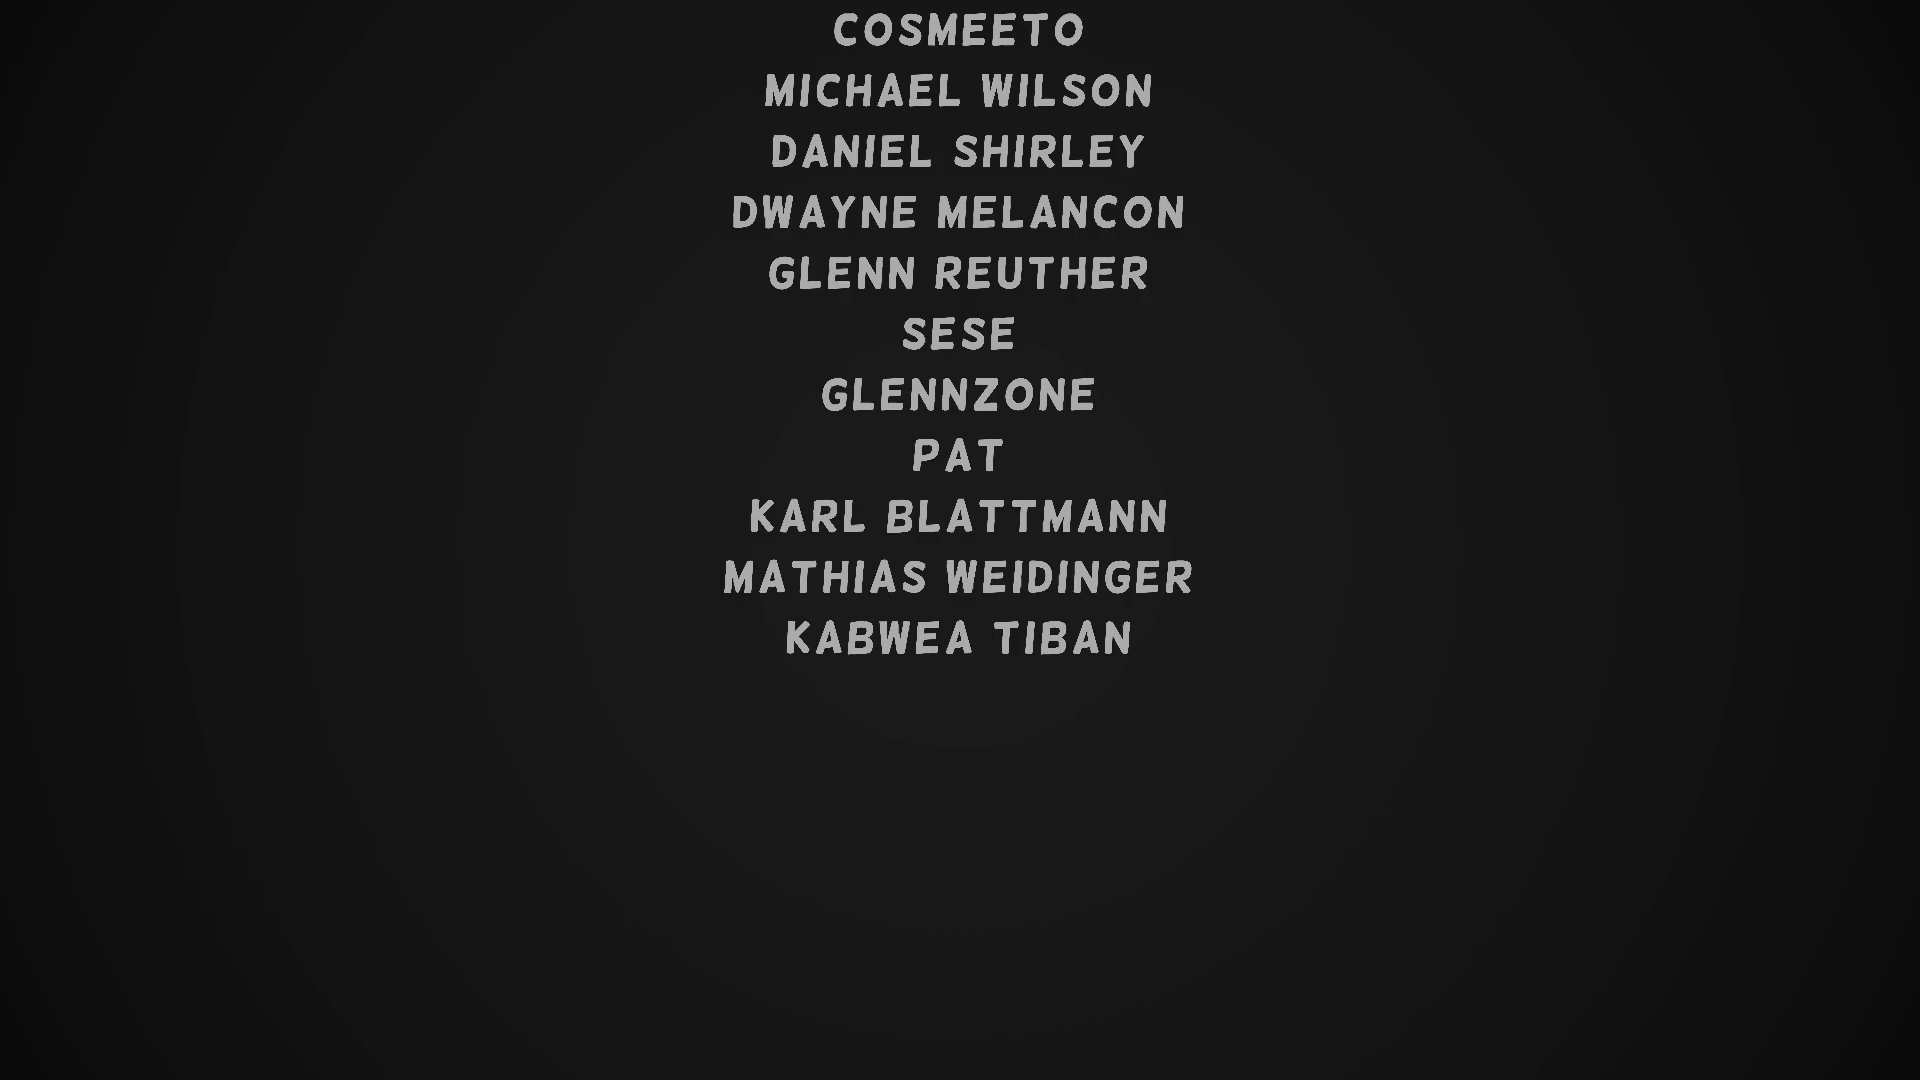 COSMEETO
MICHAEL WILSON
DANIEL SHIRLEY
DWAYNE MELANCON
GLENN REUTHER
SESE
GLENNZONE
PAT
KARL BLATTMANN
MATHIAS WEIDINGER
KABWEA TIBAN